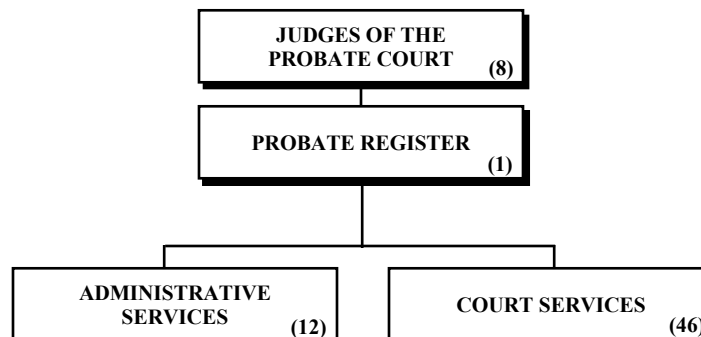 JUDGES OF THE
PROBATE COURT
(8)
PROBATE REGISTER
(1)
ADMINISTRATIVE
SERVICES
(12)
COURT SERVICES
(46)